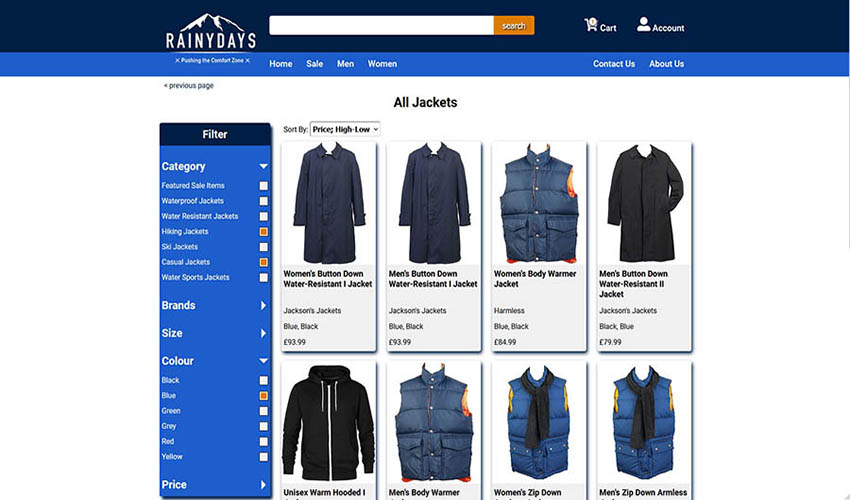 RAINYDAYS
Pushing the Comfort Zone
search
1
Cart
Account
Home Sale Men Women
Contact Us About Us
< previous page
All Jackets
Filter
Sort By: Price; High-Low
Category
Featured Sale Items
Waterproof Jackets
Water Resistant Jackets
Hiking Jackets
Ski Jackets
Casual Jackets
Water Sports Jackets
Brands
Size
Colour
Black
Blue
Green
Grey
Red
Yellow
Price
Women's Button Down
Water-Resistant I Jacket
Jackson's Jackets
Blue, Black
£93.99
Men's Button Down
Water-Resistant I Jacket
Jackson's Jackets
Blue, Black
£93.99
Women's Body Warmer
Jacket
Harmless
Blue, Black
£84.99
Men's Button Down
Water-Resistant II
Jacket
Jackson's Jackets
Black, Blue
£79.99
Unisex Warm Hooded I
Men's Body Warmer
Women's Zip Down
Men's Zip Down Armless